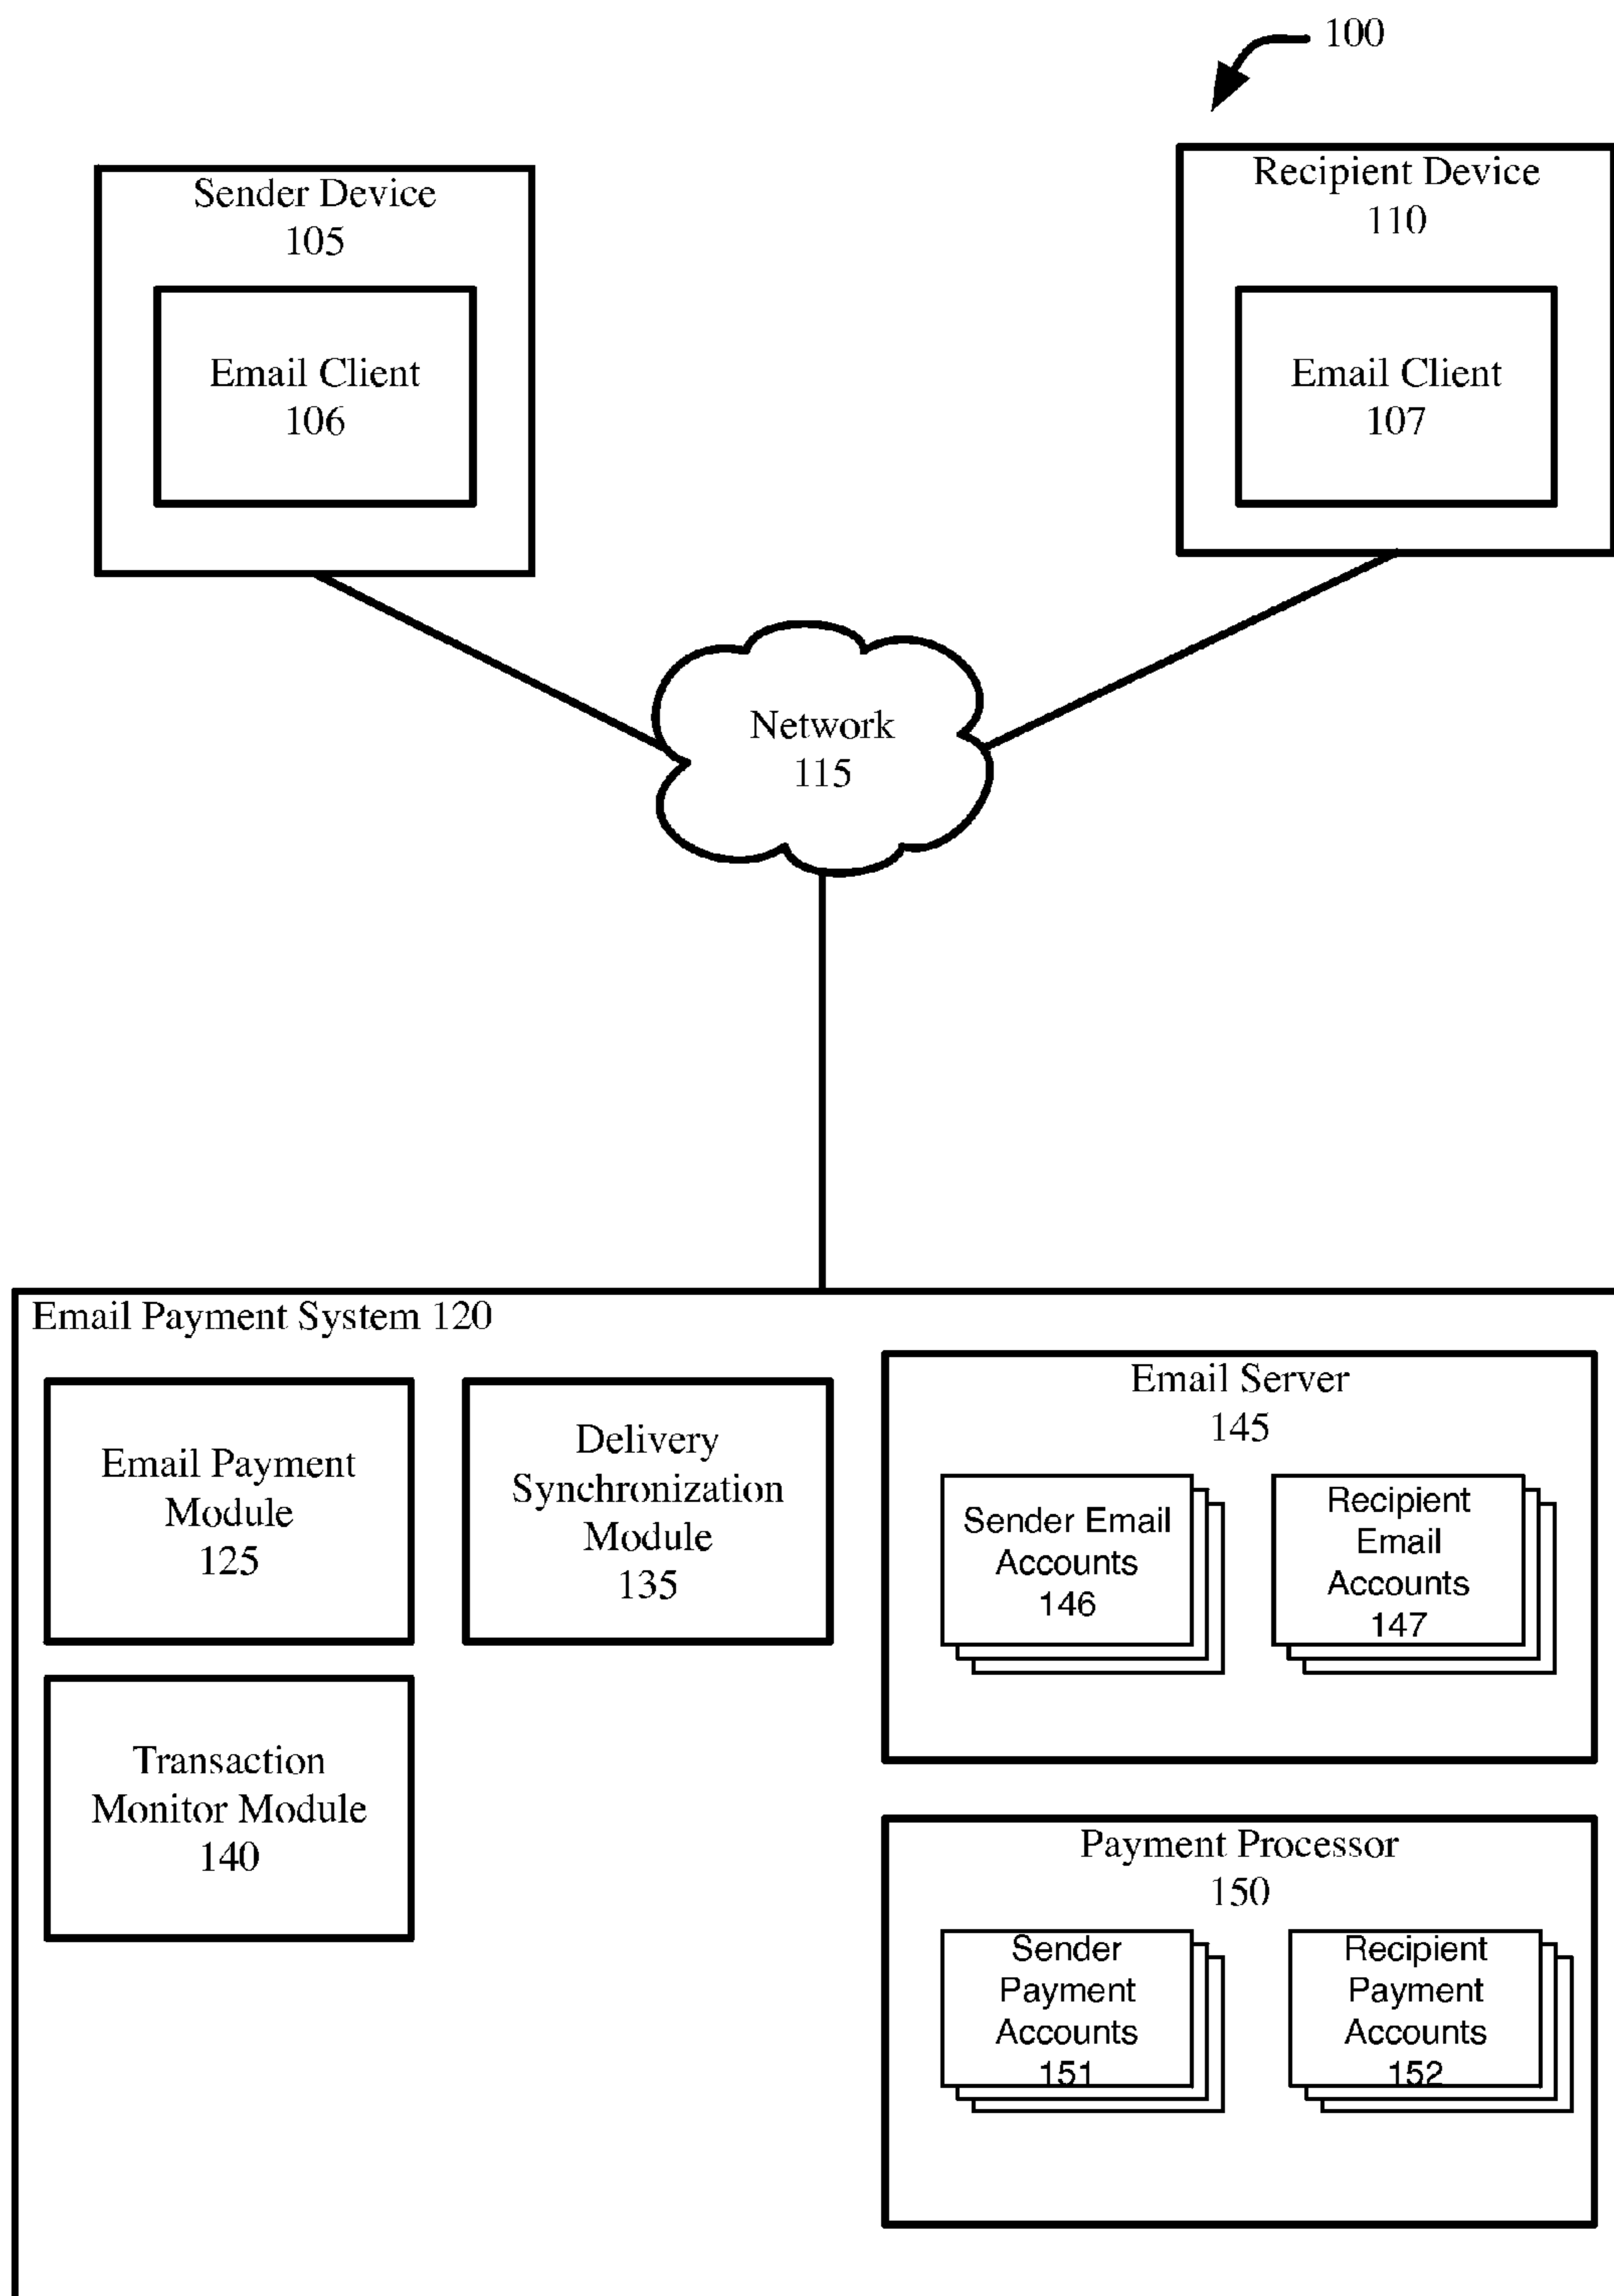 100
Sender Device
105
Email Client
106
Recipient Device
110
Email Client
107
Network
115
Email Payment System 120
Email Payment
Module
125
Delivery
Synchronization
Module
135
Transaction
Monitor Module
140
Email Server
145
Sender Email
Accounts
146
Recipient
Email
Accounts
147
Payment Processor
150
Sender
Payment
Accounts
151
Recipient
Payment
Accounts
152